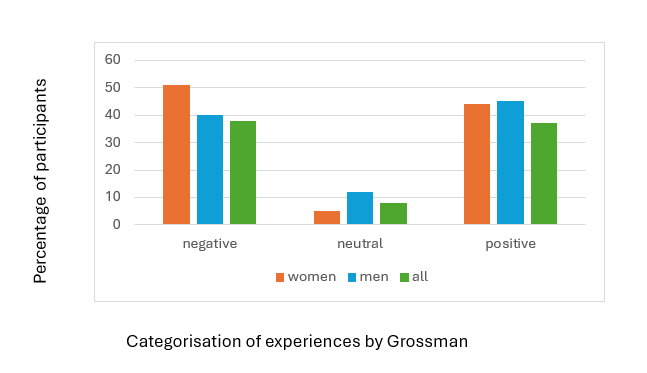 Percentage of participants
60
50
40
30
20
10
0
negative neutral positive
women men all
Categorisation of experiences by Grossman